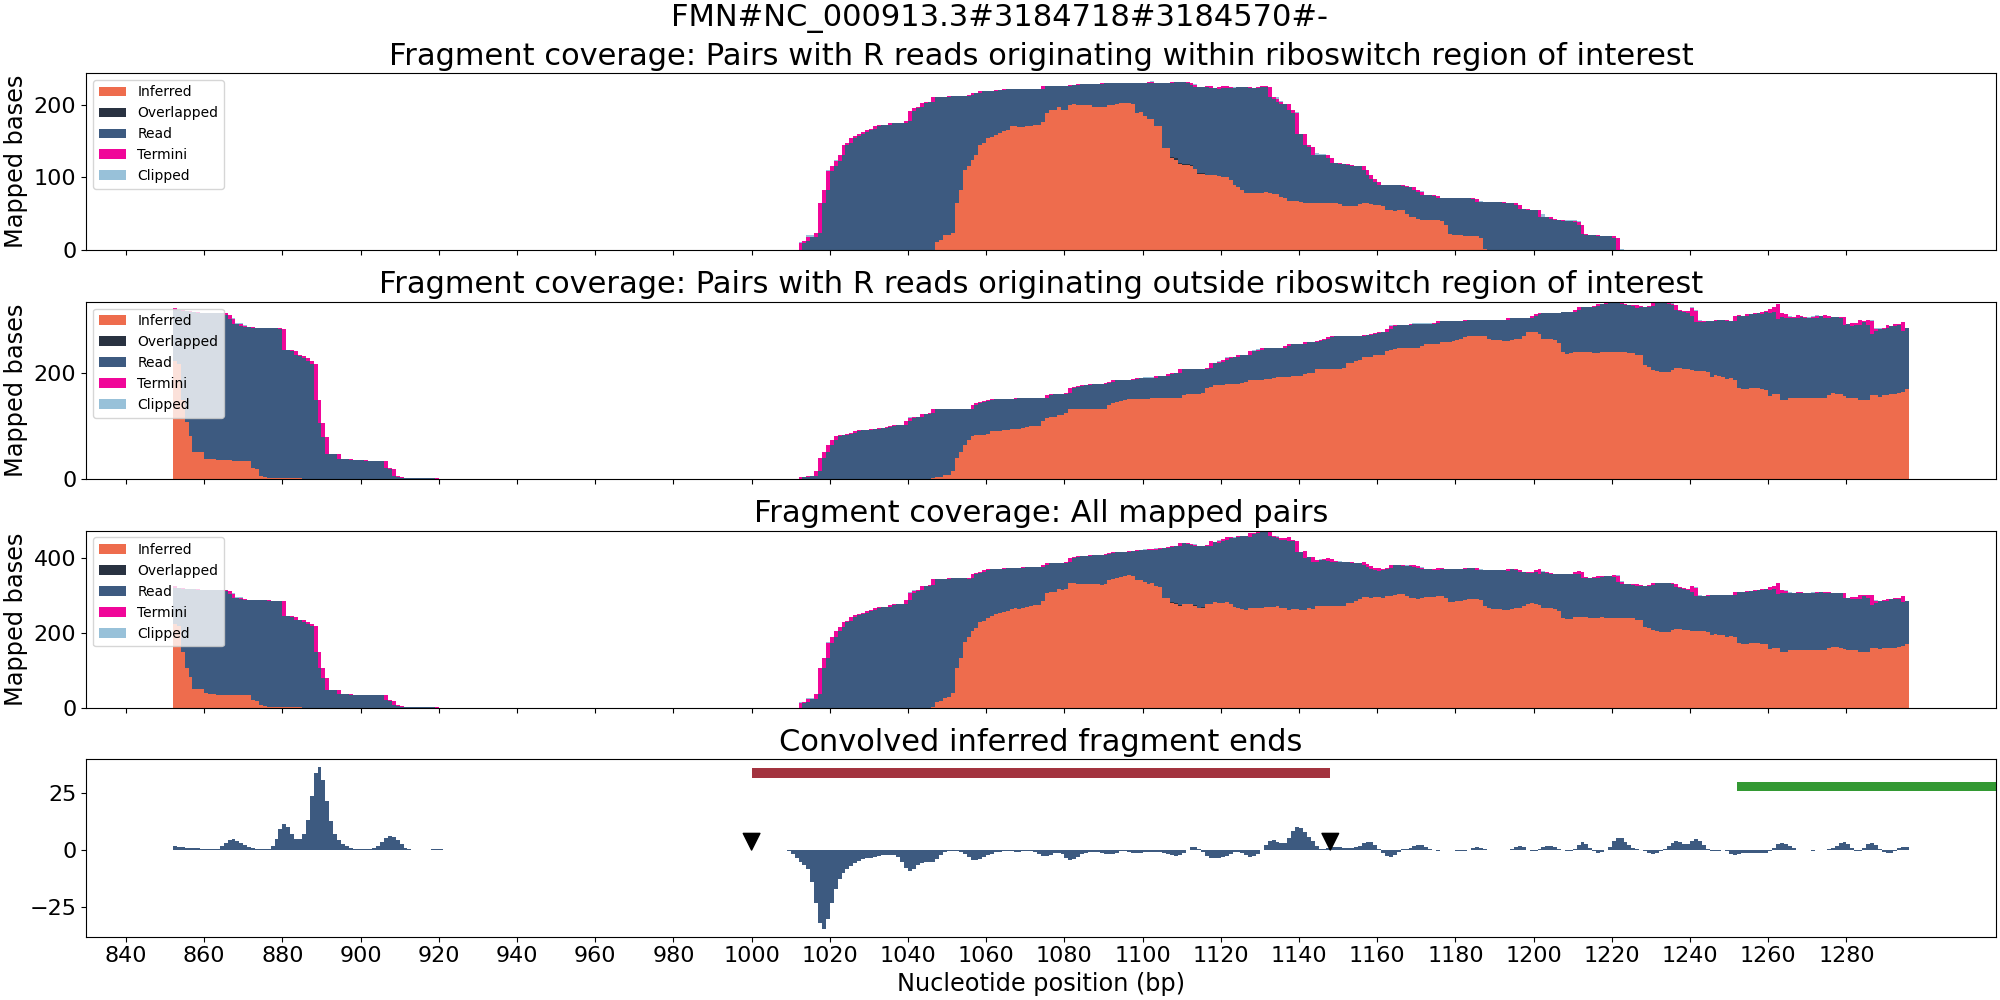 FMN#NC_000913.3#3184718#3184570#-
Fragment coverage: Pairs with R reads originating within riboswitch region of interest
Mapped bases
200
100
0
Inferred
Overlapped
Read
Termini
Clipped
Fragment coverage: Pairs with R reads originating outside riboswitch region of interest
Mapped bases
200
0
Inferred
Overlapped
Read
Termini
Clipped
Fragment coverage: All mapped pairs
Mapped bases
400
200
0
Inferred
Overlapped
Read
Termini
Clipped
Convolved inferred fragment ends
25
0
−25
840 860 880 900 920 940 960 980 1000 1020 1040 1060 1080 1100 1120 1140 1160 1180 1200 1220 1240 1260 1280
Nucleotide position (bp)